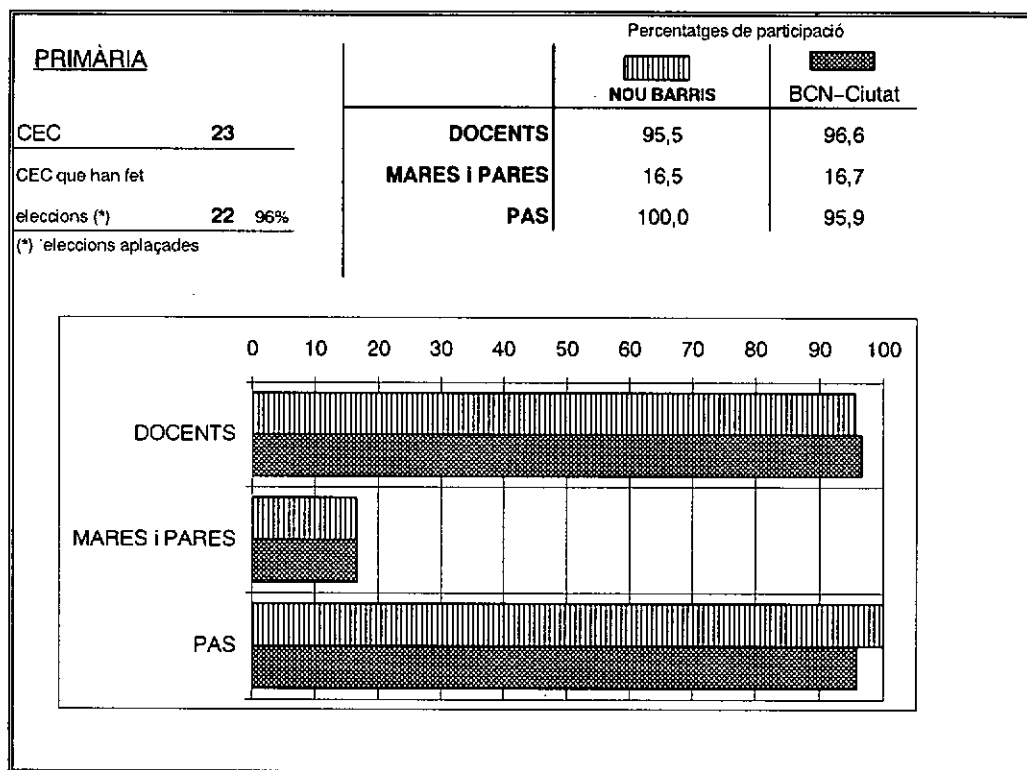 PRIMÀRIA
Percentatges de participació
NOU BARRIS BCN-Ciutat
CEC 23
CEC que han fet
eleccions (*) 22 96%
(*) eleccions aplaçades
DOCENTS 95,5 96,6
MARES i PARES 16,5 16,7
PAS 100,0 95,9
0 10 20 30 40 50 60 70 80 90 100
DOCENTS
MARES i PARES
PAS